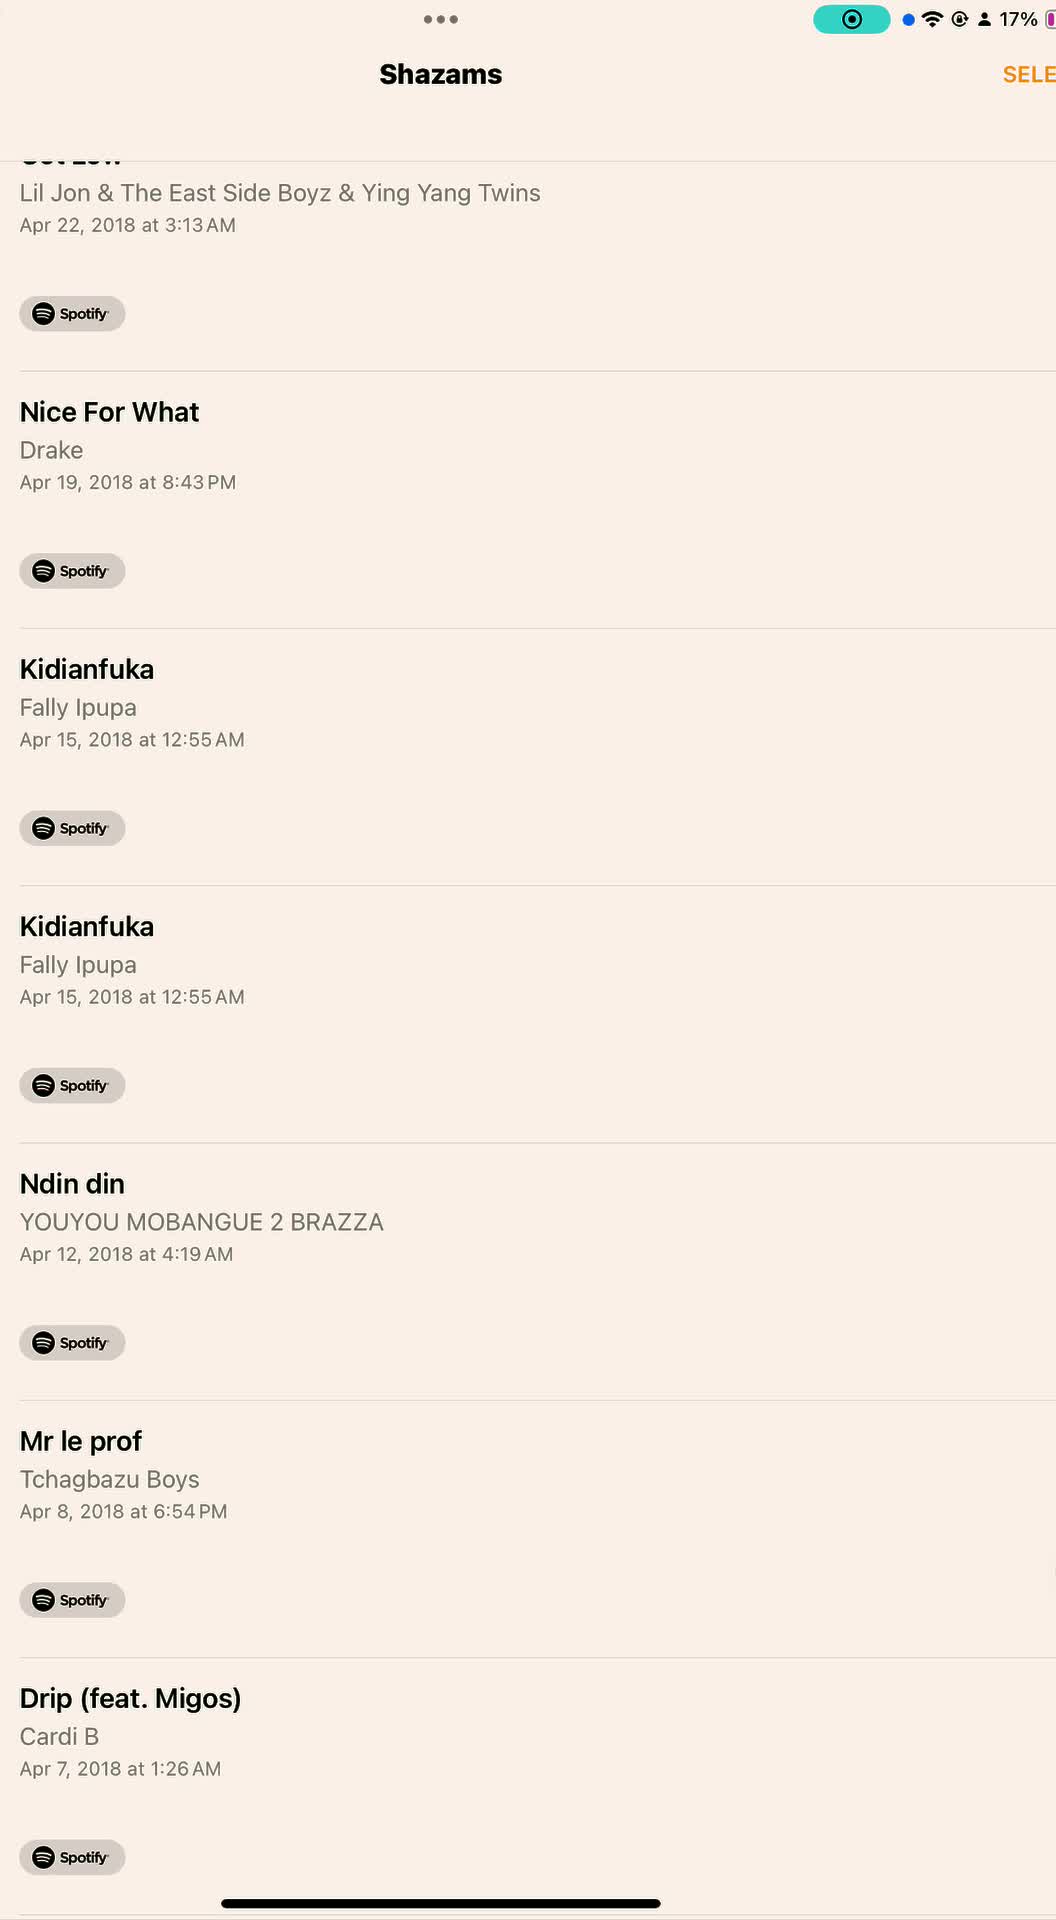 17%
Shazams
Lil Jon & The East Side Boyz & Ying Yang Twins
Apr 22, 2018 at 3:13 AM
Spotify
Nice For What
Drake
Apr 19, 2018 at 8:43 PM
Spotify
Kidianfuka
Fally Ipupa
Apr 15, 2018 at 12:55 AM
Spotify
Kidianfuka
Fally Ipupa
Apr 15, 2018 at 12:55 AM
Spotify
Ndin din
YOUYOU MOBANGUE 2 BRAZZA
Apr 12, 2018 at 4:19 AM
Spotify
Mr le prof
Tchagbazu Boys
Apr 8, 2018 at 6:54 PM
Spotify
Drip (feat. Migos)
Cardi B
Apr 7, 2018 at 1:26 AM
Spotify